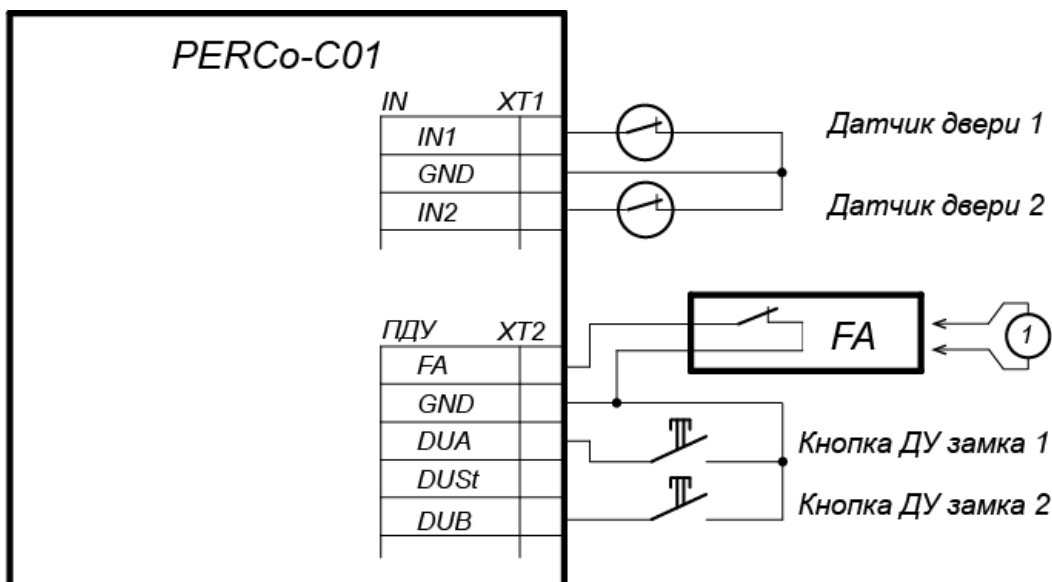 PERCo-C01
IN XT1
IN1
GND
IN2
Датчик двери 1
Датчик двери 2
ПДУ XT2
FA
GND
DUA
DUSt
DUB
FA
1
Кнопка ДУ замка 1
Кнопка ДУ замка 2